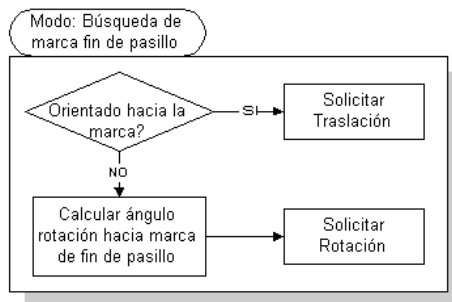 Modo: Búsqueda de
marca fin de pasillo
Orientado hacia la
marca?
SI
Solicitar
Traslación
NO
Calcular ángulo
rotación hacia marca
de fin de pasillo
Solicitar
Rotación